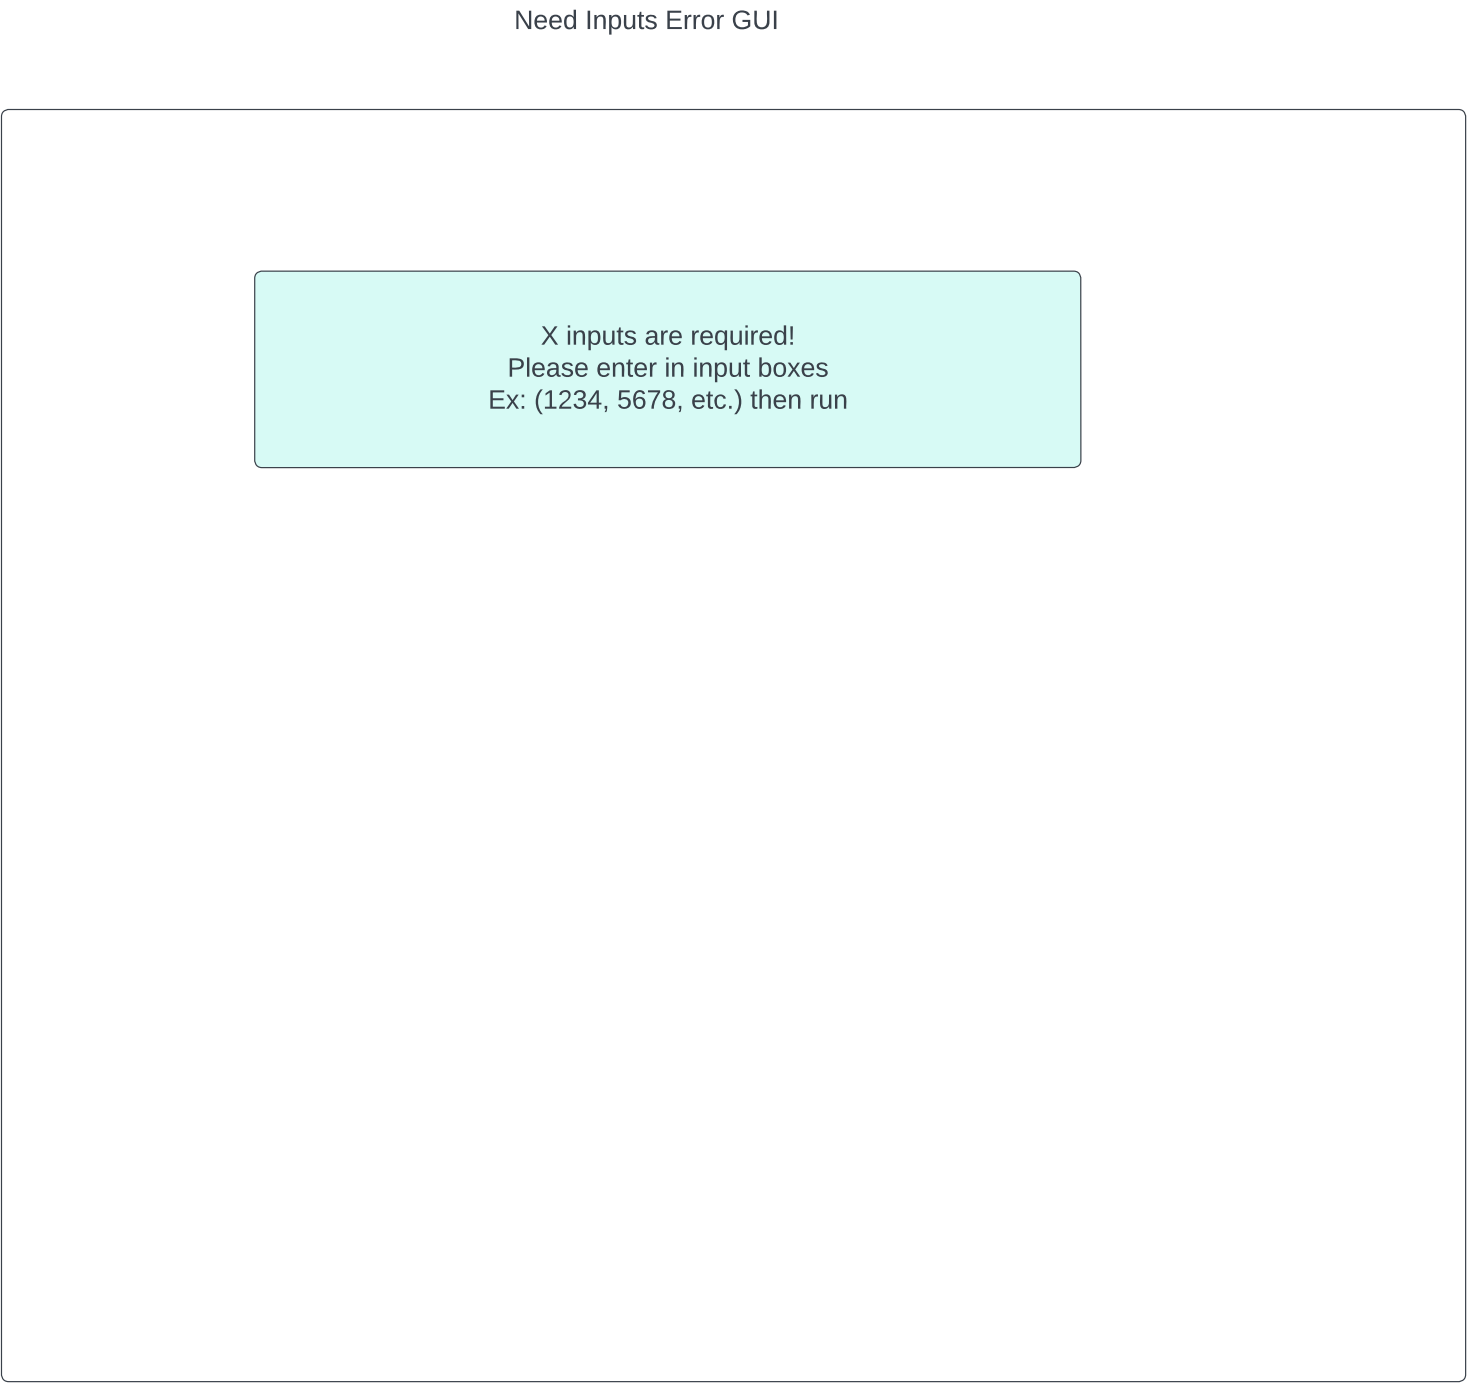 Need Inputs Error GUI
X inputs are required!
Please enter in input boxes
Ex: (1234, 5678, etc.) then run